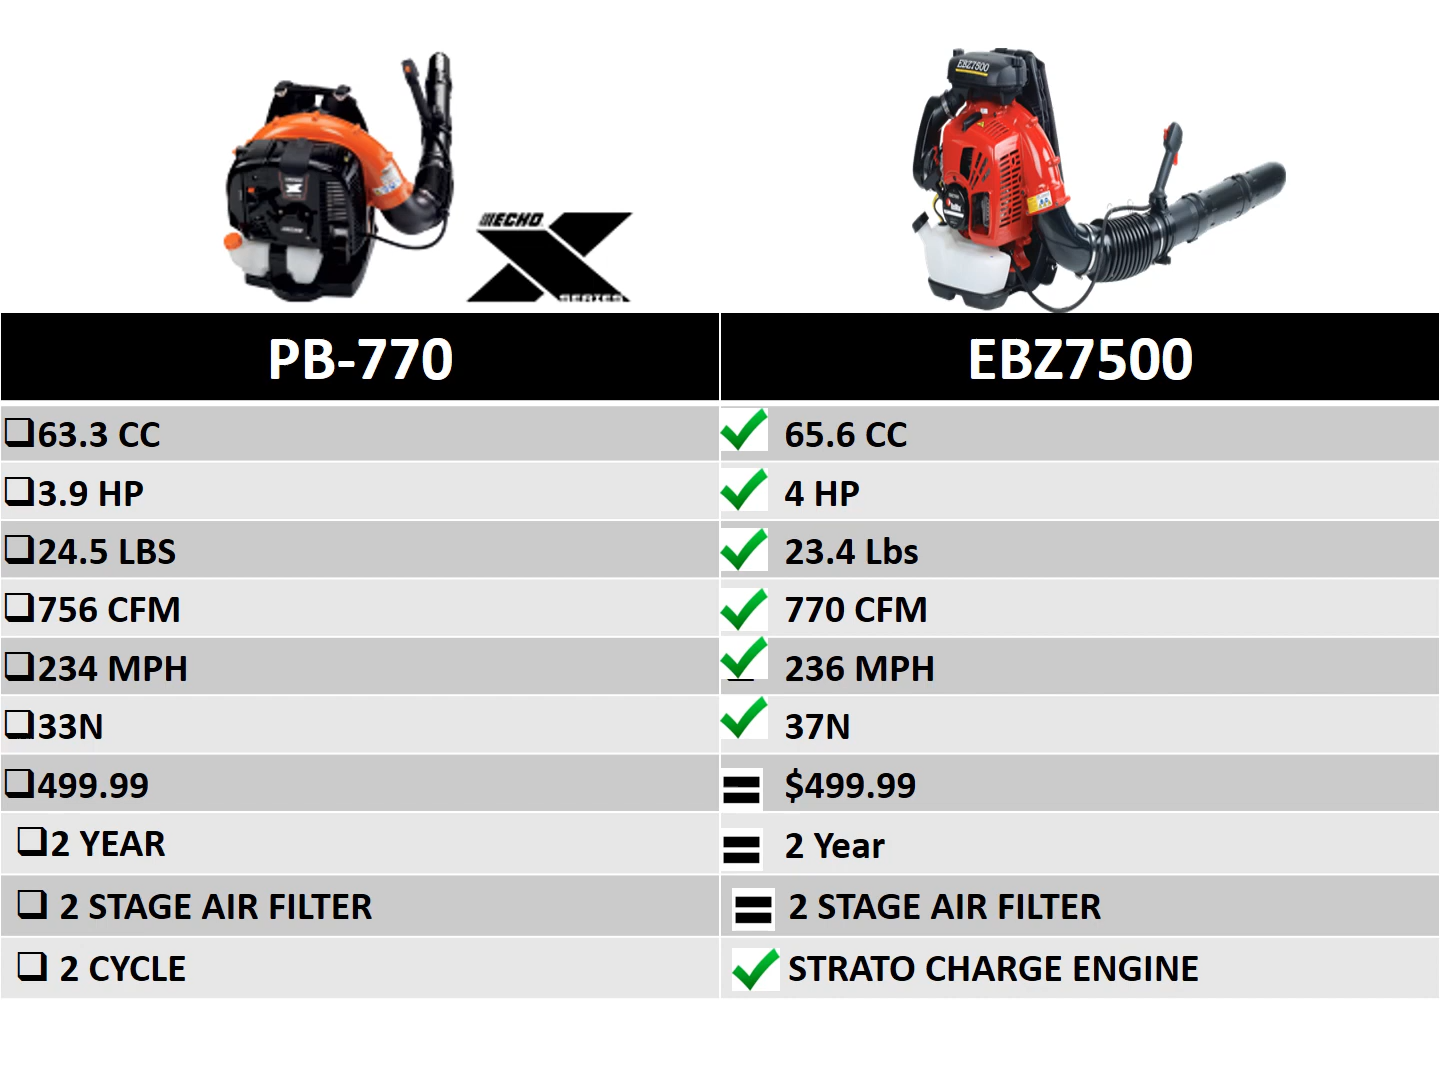 EBZ7500
ECHO
SERIES
PB-770
EBZ7500
63.3 CC
65.6 CC
3.9 HP
4 HP
24.5 LBS
23.4 Lbs
756 CFM
770 CFM
234 MPH
236 MPH
33N
37N
499.99
$499.99
2 YEAR
2 Year
2 STAGE AIR FILTER
2 STAGE AIR FILTER
2 CYCLE
STRATO CHARGE ENGINE